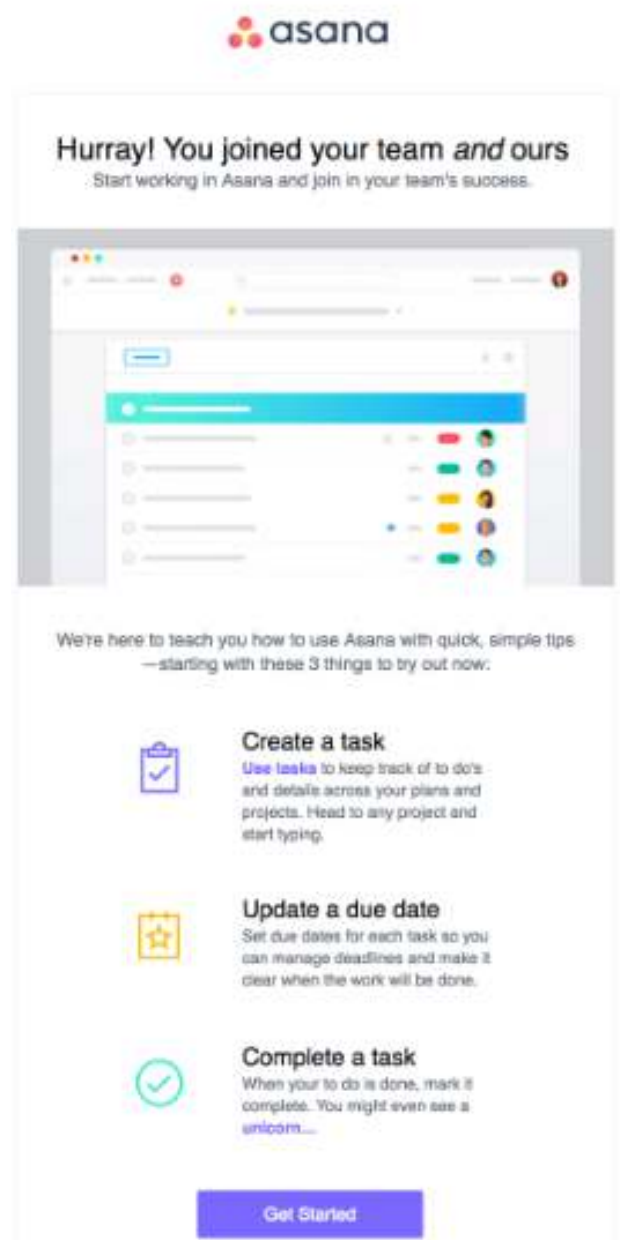 asana
Hurray! You joined your team and ours
Start working in Asana and join in your team's success.
We're here to teach you how to use Asana with quick, simple tips
—starting with these 3 things to try out now:
Create a task
Use tasks to keep track of to do's
and details across your plans and
projects. Head to any project and
start typing.
Update a due date
Set due dates for each task so you
can manage deadlines and make it
clear when the work will be done.
Complete a task
When your to do is done, mark it
complete. You might even see a
unicorn...
Get Started